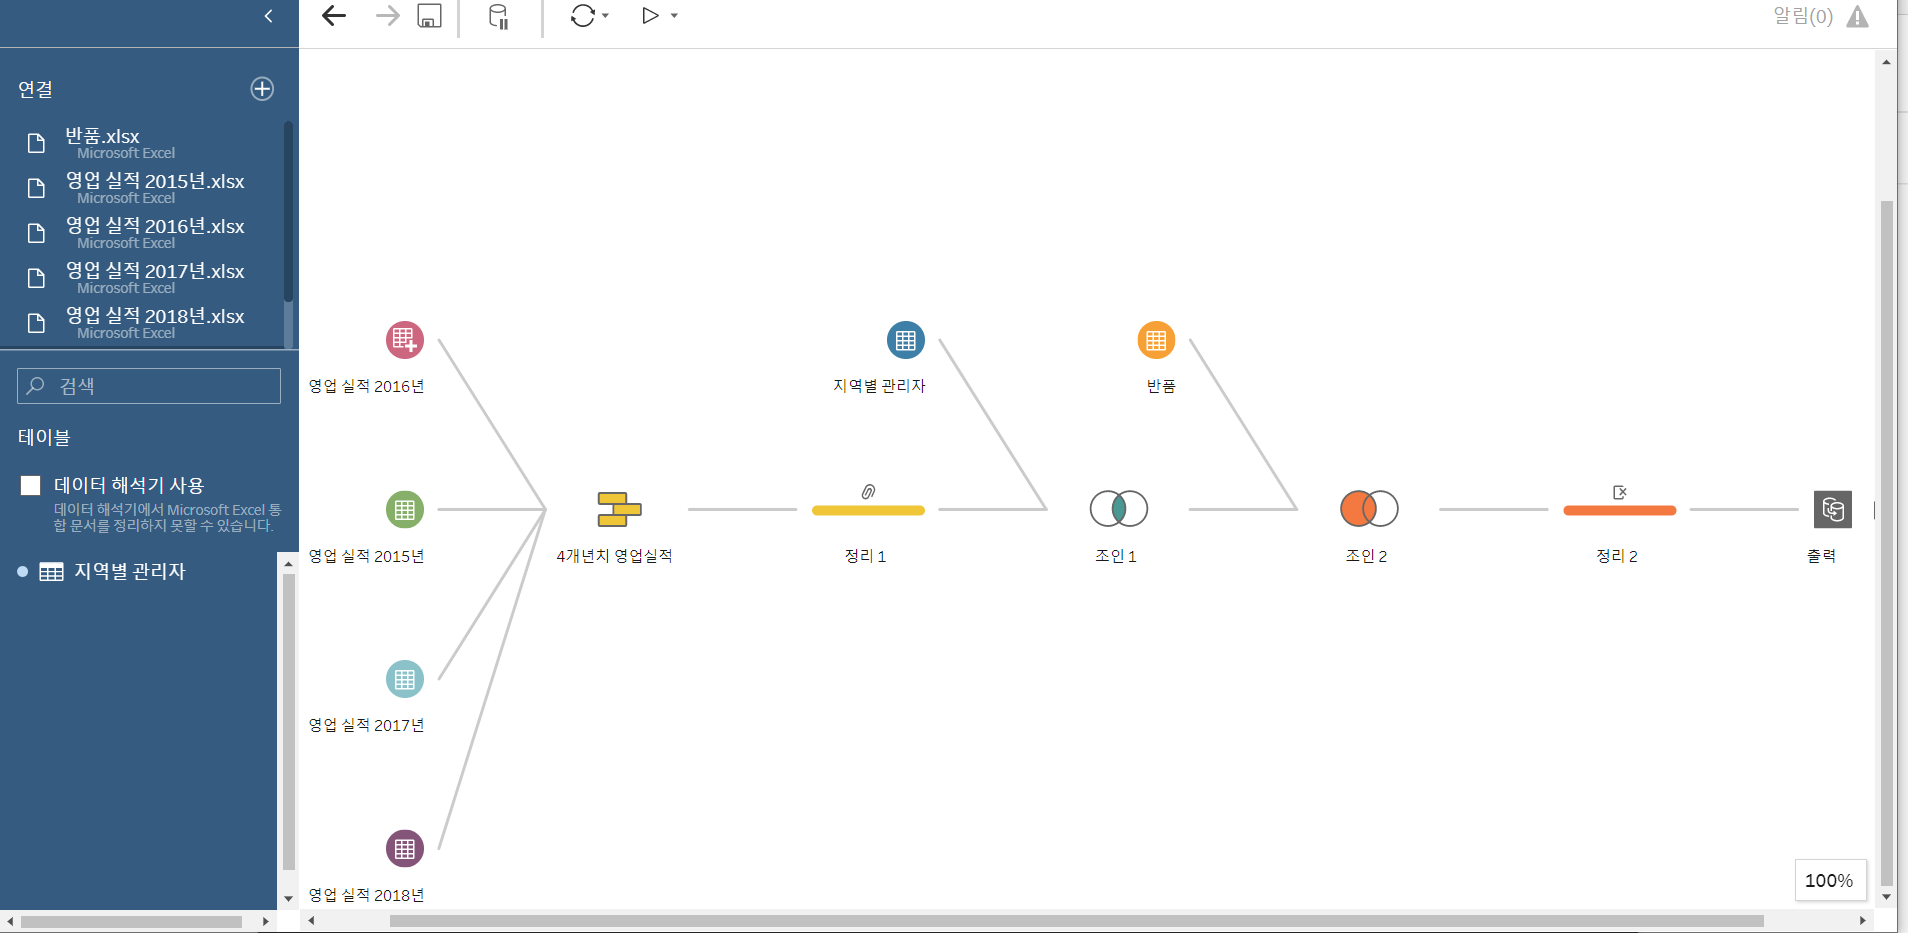 알림(0)
연결
반품.xlsx
Microsoft Excel
영업 실적 2015년.xlsx
Microsoft Excel
영업 실적 2016년.xlsx
Microsoft Excel
영업 실적 2017년.xlsx
Microsoft Excel
영업 실적 2018년.xlsx
Microsoft Excel
검색
테이블
데이터 해석기 사용
데이터 해석기에서 Microsoft Excel 통
합 문서를 정리하지 못할 수 있습니다.
지역별 관리자
영업 실적 2016년
지역별 관리자
반품
영업 실적 2015년
4개년치 영업실적
정리 1
조인 1
조인 2
정리 2
출력
영업 실적 2017년
영업 실적 2018년
100%